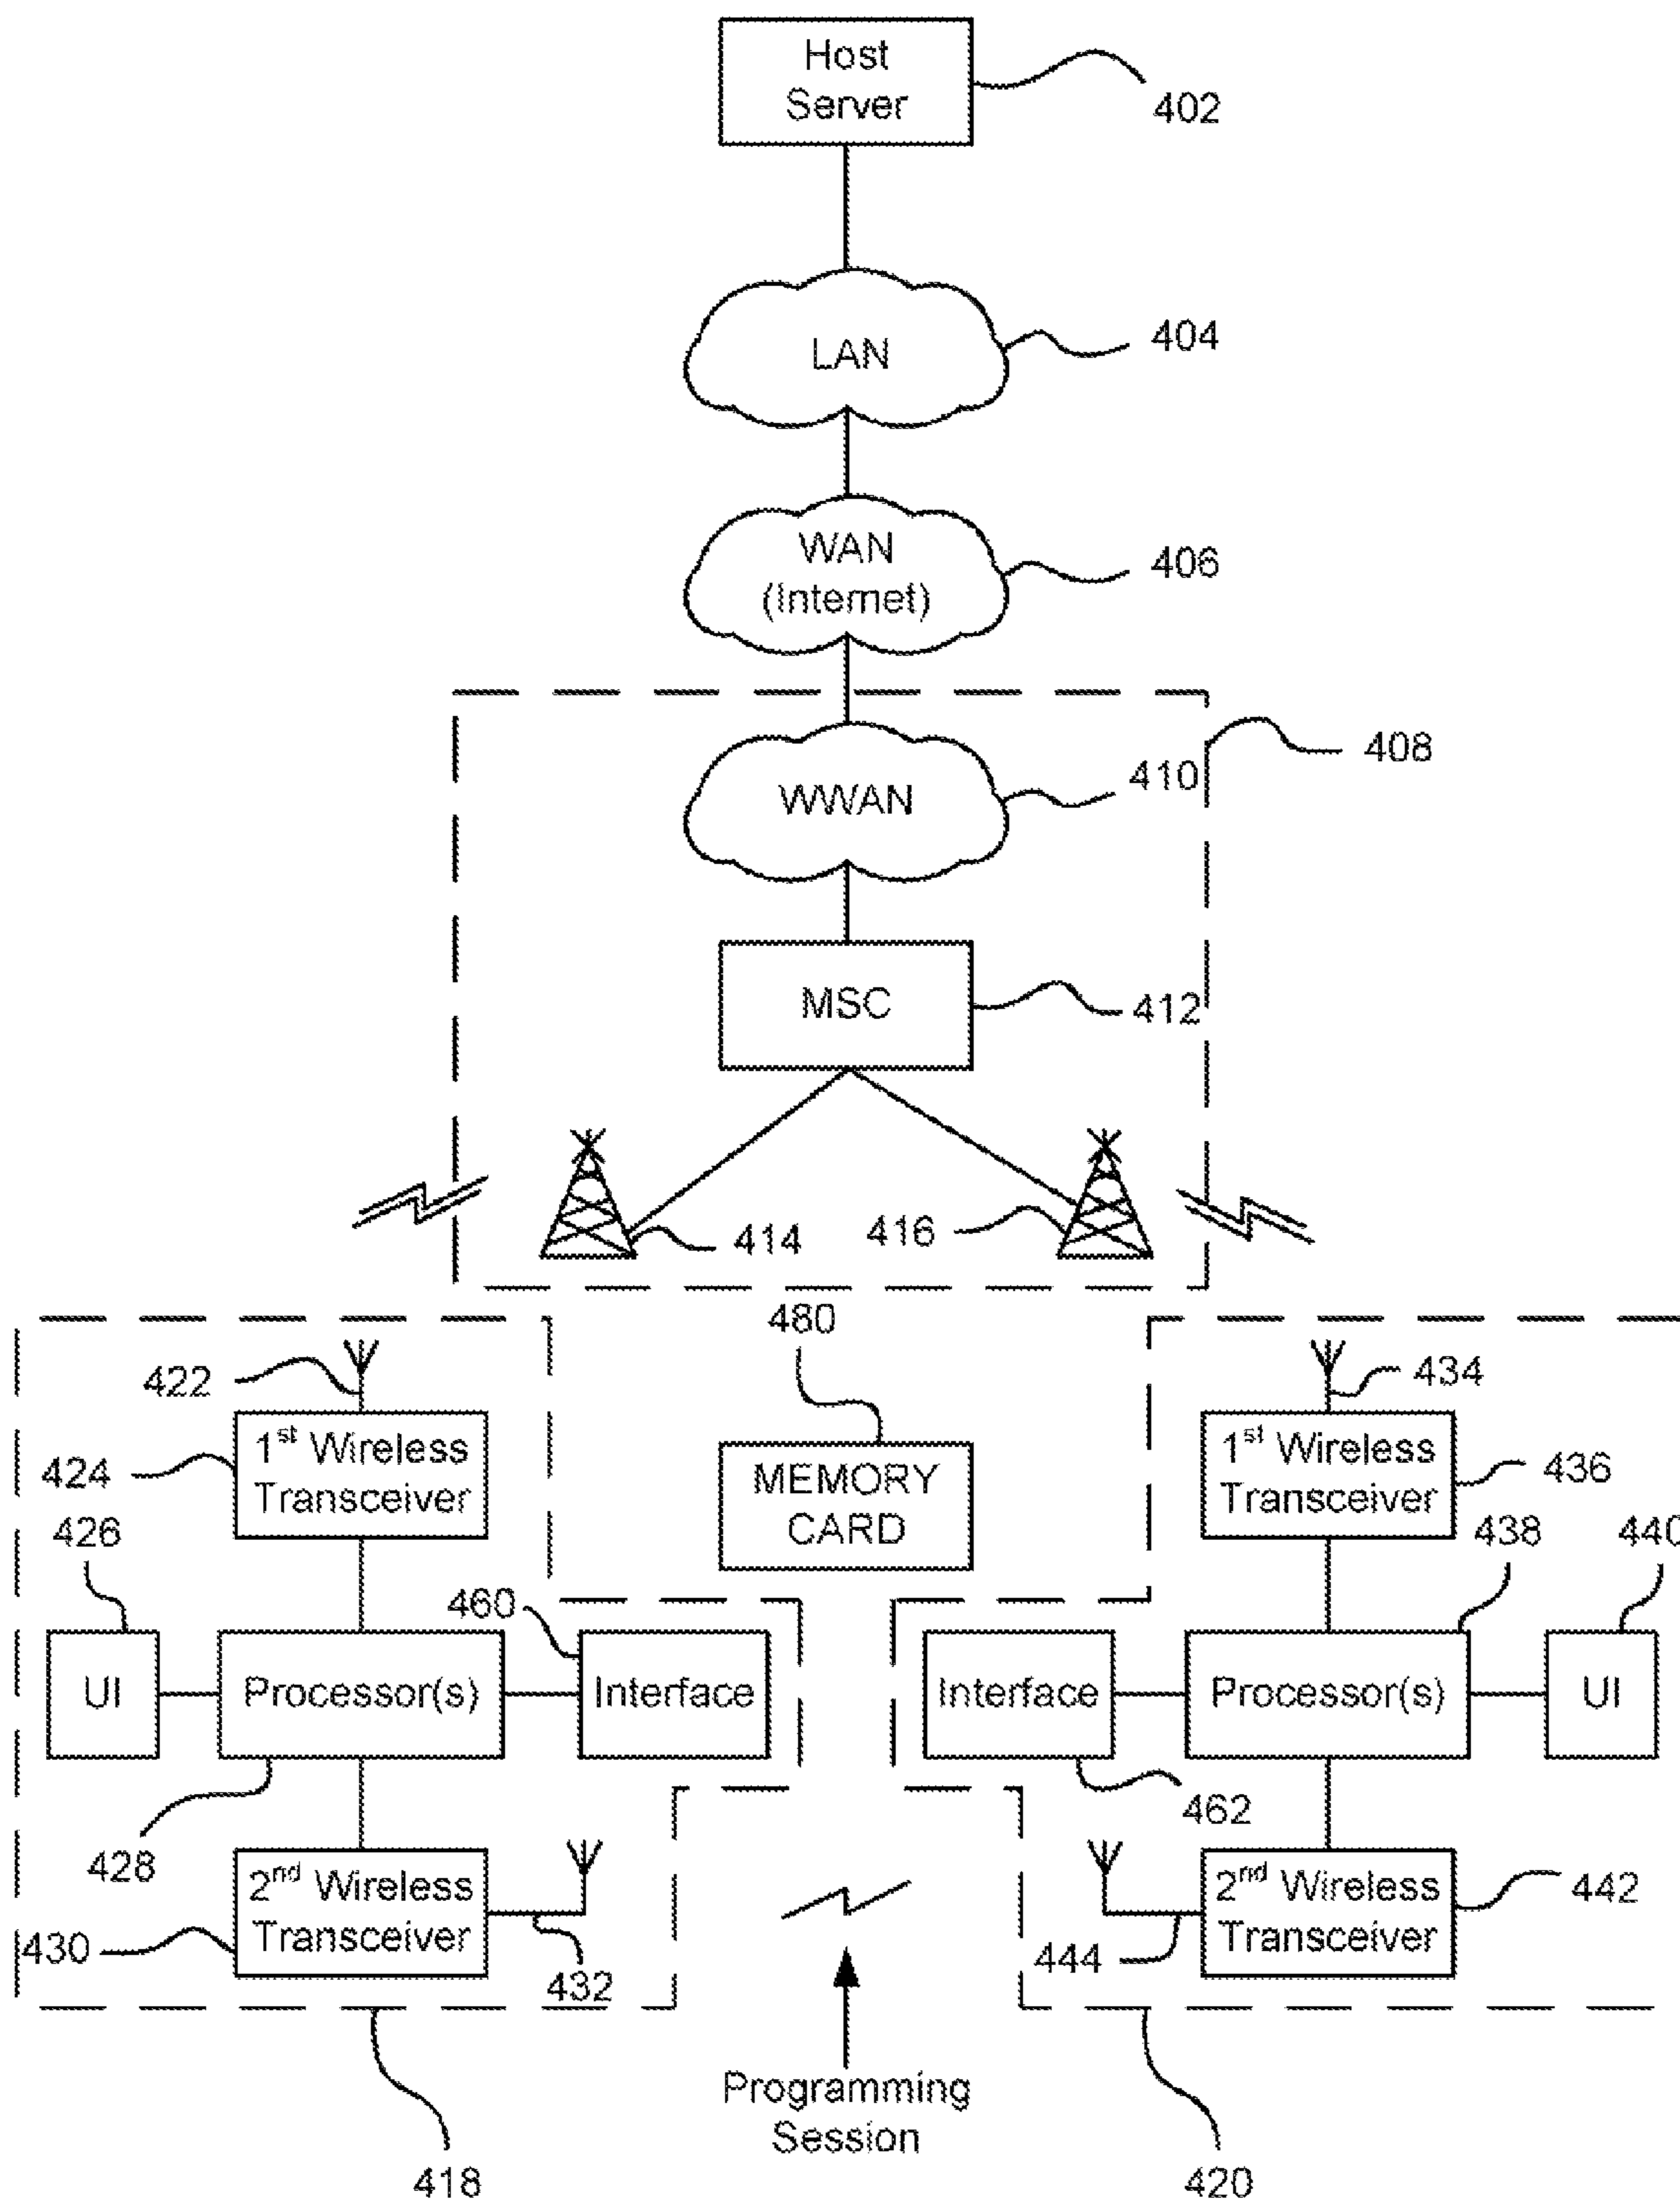 Host
Server
402
LAN
404
WAN
(Internet)
406
408
WWAN
410
MSC
412
414
416
480
422
434
1st Wireless
Transceiver
424
MEMORY
CARD
1st Wireless
Transceiver
436
426
438
440
460
UI
Processor(s)
Interface
Interface
Processor(s)
UI
462
428
2nd Wireless
Transceiver
430
432
2nd Wireless
Transceiver
442
444
Programming
Session
418
420